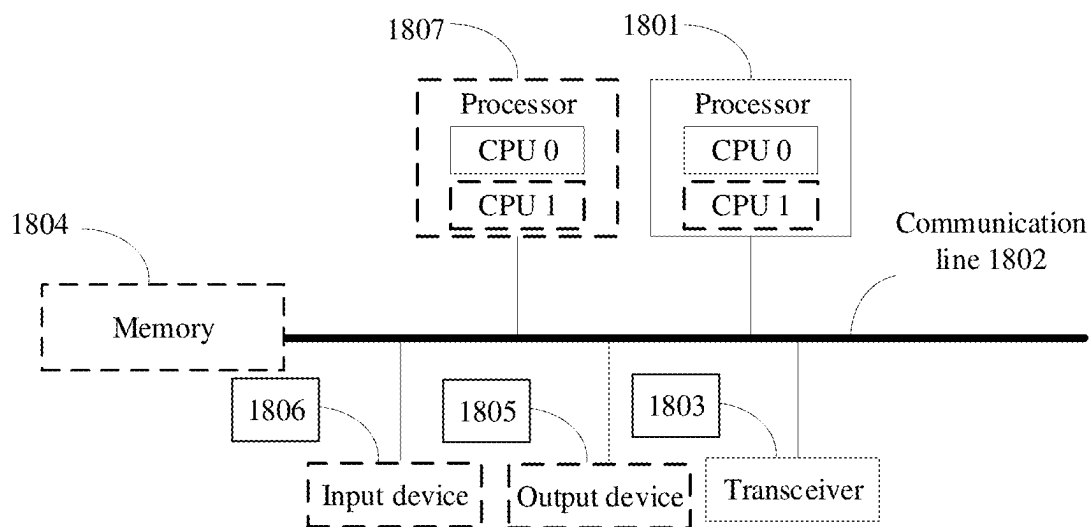 1807
1801
Processor
CPU 0
CPU 1
Processor
CPU 0
CPU 1
1804
Communication
line 1802
Memory
1806
1805
1803
Input device
Output device
Transceiver